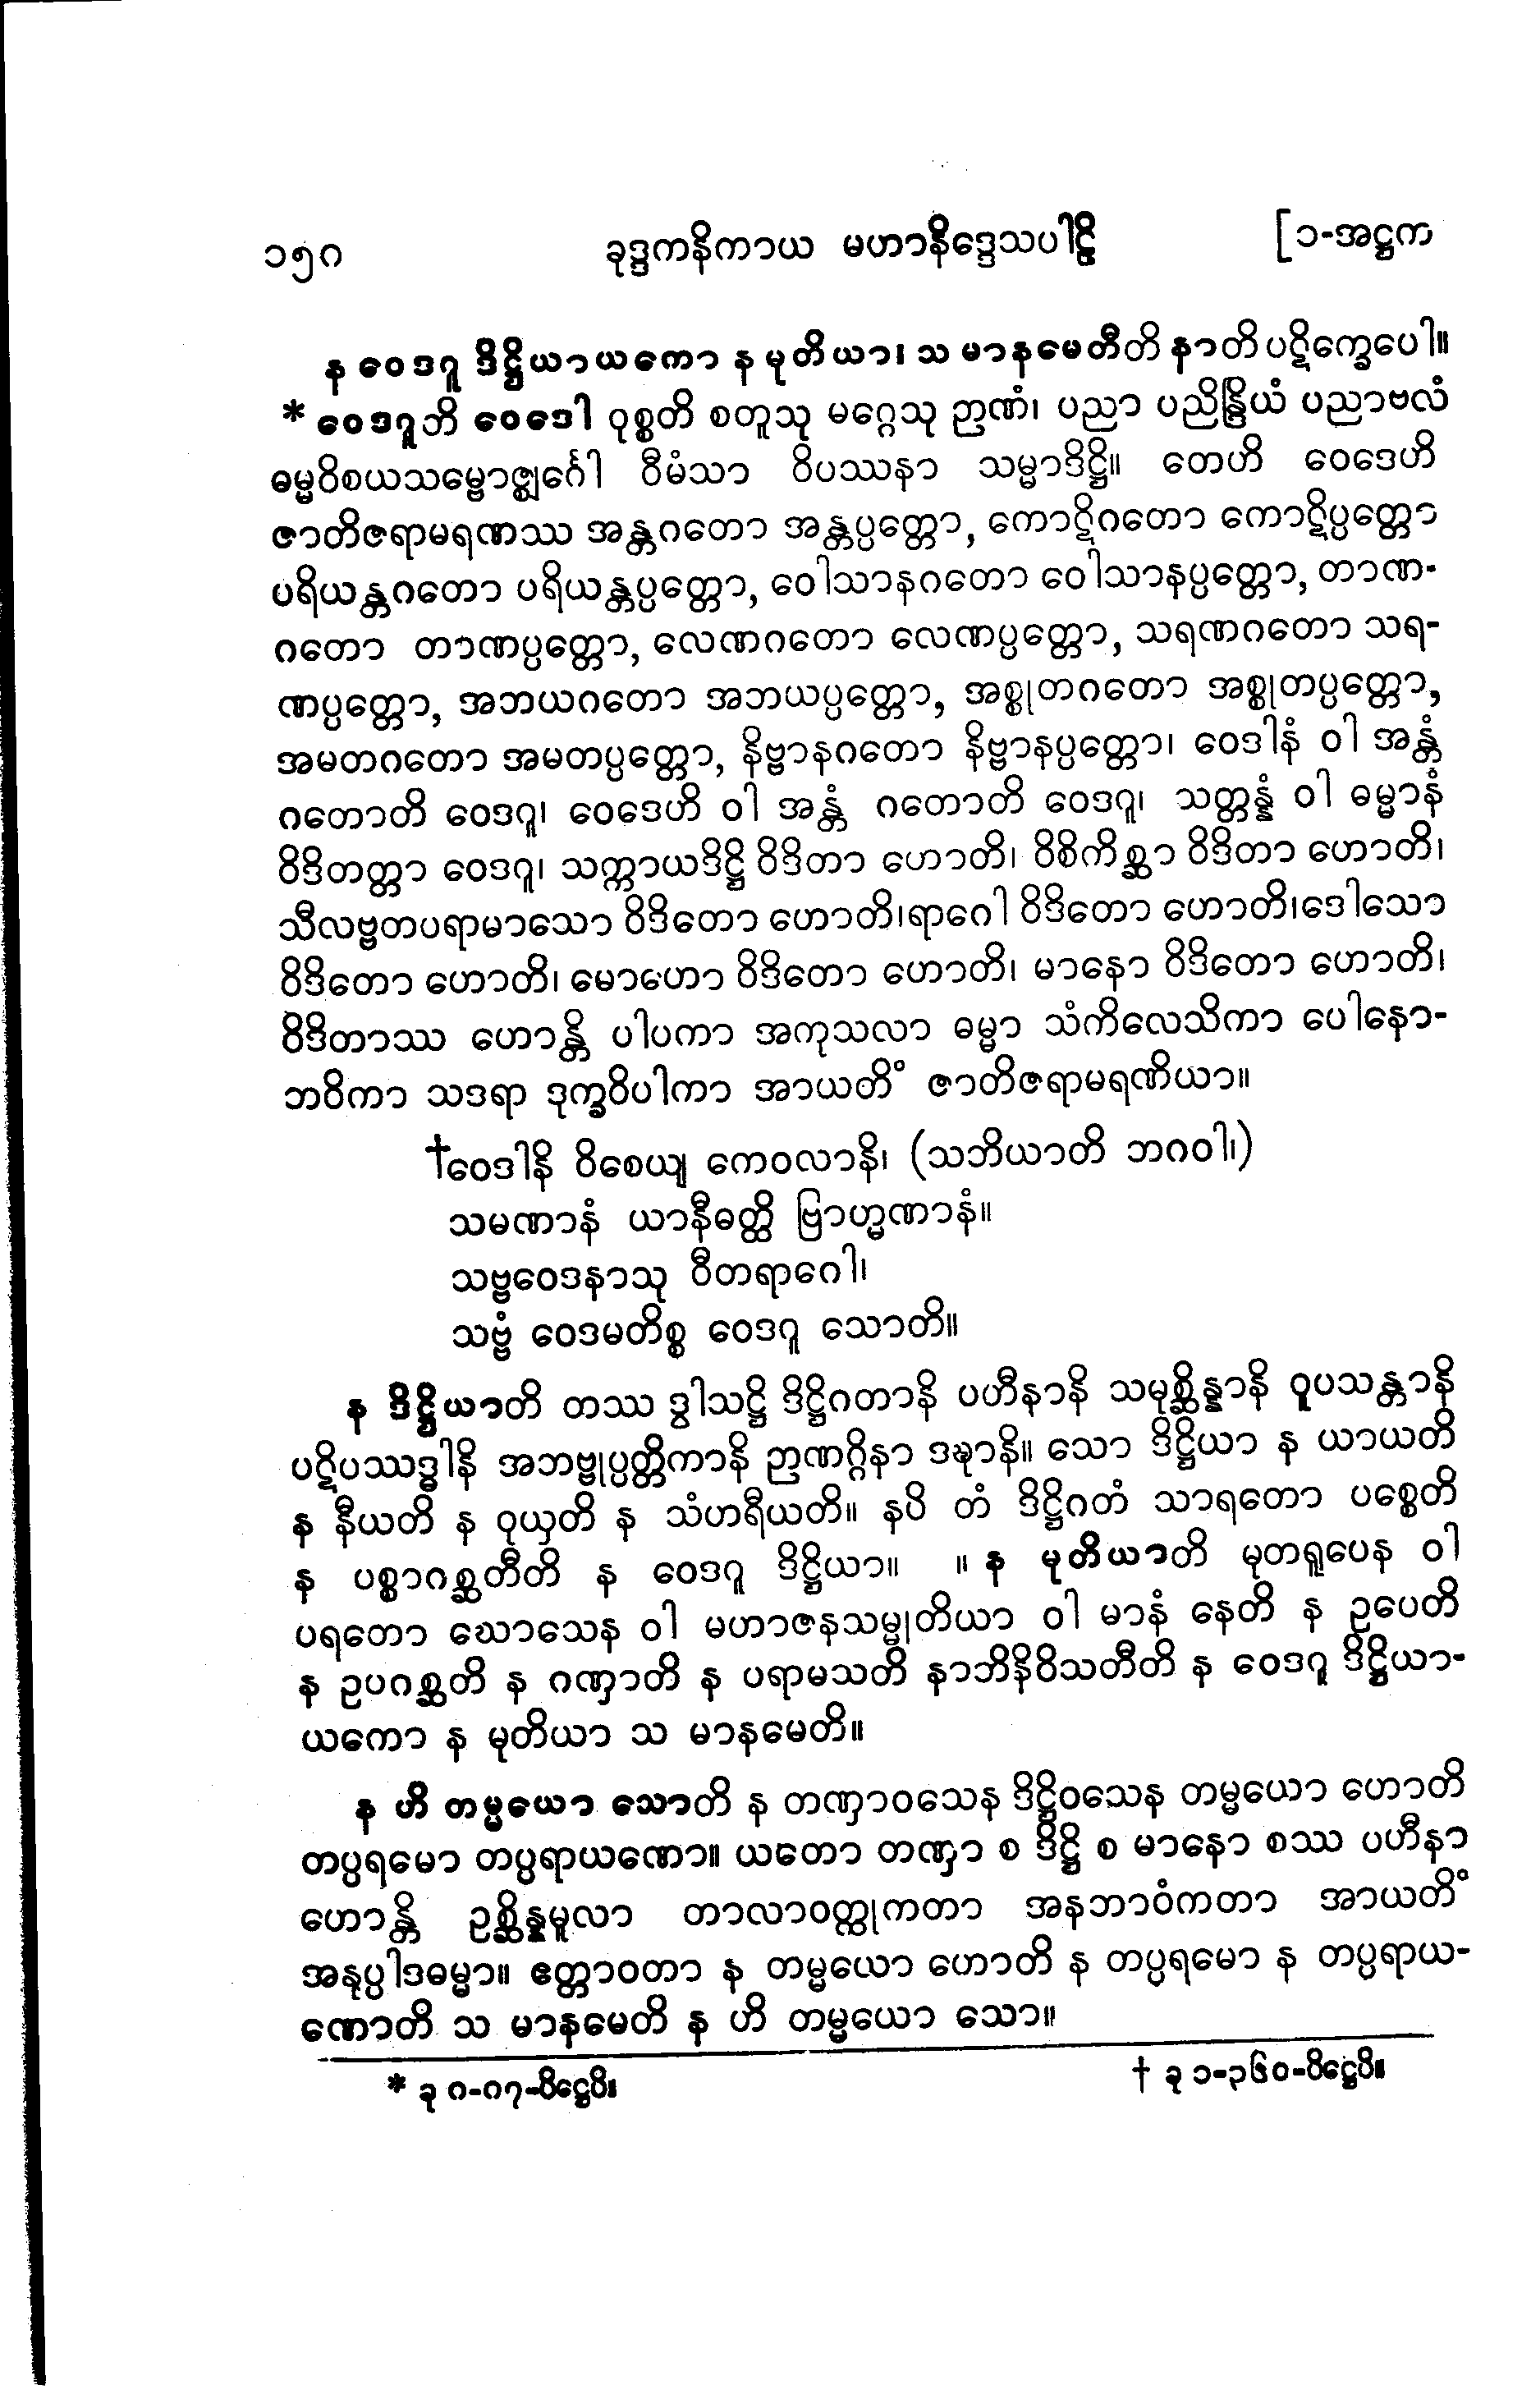 ၁၅၈ ခုဒ္ဒကနိကာယ မဟာနိဒ္ဒေသပါဠိ [၁-အဋ္ဌက
န ဝေဒဂူ ဒိဋ္ဌိယာယကော န မုတိယာ၊ သ မာနမေတီတိ နာတိ ပဋိက္ခေပေါ။
* ဝေဒဂူတိ ဝေဒေါ ဝုစ္စတိ စတူသု မဂ္ဂေသု ဉာဏံ၊ ပညာ ပညိန္ဒြိယံ ပညာဗလံ
ဓမ္မဝိစယသမ္ဗောဇ္ဈင်္ဂေါ ဝီမံသာ ဝိပဿနာ သမ္မာဒိဋ္ဌိ။ တေဟိ ဝေဒေဟိ
ဇာတိဇရာမရဏဿ အန္တဂတော အန္တပ္ပတ္တော, ကောဋိဂတော ကောဋိပ္ပတ္တော
ပရိယန္တဂတော ပရိယန္တပ္ပတ္တော, ဝေါသာနဂတော ဝေါသာနပ္ပတ္တော, တာဏ-
ဂတော တာဏပ္ပတ္တော, လေဏဂတော လေဏပ္ပတ္တော, သရဏဂတော သရ-
ဏပ္ပတ္တော, အဘယဂတော အဘယပ္ပတ္တော, အစ္စုတဂတော အစ္စုတပ္ပတ္တော,
အမတဂတော အမတပ္ပတ္တော, နိဗ္ဗာနဂတော နိဗ္ဗာနပ္ပတ္တော၊ ဝေဒါနံ ဝါ အန္တံ
ဂတောတိ ဝေဒဂူ၊ ဝေဒေဟိ ဝါ အန္တံ ဂတောတိ ဝေဒဂူ၊ သတ္တန္နံ ဝါ ဓမ္မာနံ
ဝိဒိတတ္တာ ဝေဒဂူ၊ သက္ကာယဒိဋ္ဌိ ဝိဒိတာ ဟောတိ၊ ဝိစိကိစ္ဆာ ဝိဒိတာ ဟောတိ၊
သီလဗ္ဗတပရာမာသော ဝိဒိတော ဟောတိ၊ရာဂေါ ဝိဒိတော ဟောတိ၊ဒေါသော
ဝိဒိတော ဟောတိ၊ မောဟော ဝိဒိတော ဟောတိ၊ မာနော ဝိဒိတော ဟောတိ၊
ဝိဒိတာဿ ဟောန္တိ ပါပကာ အကုသလာ ဓမ္မာ သံကိလေသိကာ ပေါနော-
ဘဝိကာ သဒရာ ဒုက္ခဝိပါကာ အာယတိံ ဇာတိဇရာမရဏိယာ။
†ဝေဒါနိ ဝိစေယျ ကေဝလာနိ၊ (သဘိယာတိ ဘဂဝါ၊)
သမဏာနံ ယာနီဓတ္ထိ ဗြာဟ္မဏာနံ။
သဗ္ဗဝေဒနာသု ဝီတရာဂေါ၊
သဗ္ဗံ ဝေဒမတိစ္စ ဝေဒဂူ သောတိ။
န ဒိဋ္ဌိယာတိ တဿ ဒွါသဋ္ဌိ ဒိဋ္ဌိဂတာနိ ပဟီနာနိ သမုစ္ဆိန္နာနိ ဝူပသန္တာနိ
ပဋိပဿဒ္ဓါနိ အဘဗ္ဗုပ္ပတ္တိကာနိ ဉာဏဂ္ဂိနာ ဒဍ္ဎာနိ။ သော ဒိဋ္ဌိယာ န ယာယတိ
န နီယတိ န ဝုယှတိ န သံဟရီယတိ။ နပိ တံ ဒိဋ္ဌိဂတံ သာရတော ပစ္စေတိ
န ပစ္စာဂစ္ဆတီတိ န ဝေဒဂူ ဒိဋ္ဌိယာ။ ။ န မုတိယာတိ မုတရူပေန ဝါ
ပရတော ဃောသေန ဝါ မဟာဇနသမ္မုတိယာ ဝါ မာနံ နေတိ န ဥပေတိ
န ဥပဂစ္ဆတိ န ဂဏှာတိ န ပရာမသတိ နာဘိနိဝိသတီတိ န ဝေဒဂူ ဒိဋ္ဌိယာ-
ယကော န မုတိယာ သ မာနမေတိ။
န ဟိ တမ္မယော သောတိ န တဏှာဝသေန ဒိဋ္ဌိဝသေန တမ္မယော ဟောတိ
တပ္ပရမော တပ္ပရာယဏော။ ယတော တဏှာ စ ဒိဋ္ဌိ စ မာနော စဿ ပဟီနာ
ဟောန္တိ ဥစ္ဆိန္နမူလာ တာလာဝတ္ထုကတာ အနဘာဝံကတာ အာယတိံ
အနုပ္ပါဒဓမ္မာ။ ဧတ္တာဝတာ န တမ္မယော ဟောတိ န တပ္ပရမော န တပ္ပရာယ-
ဏောတိ သ မာနမေတိ န ဟိ တမ္မယော သော။
* ခု ဂ-၈၇-ပိဋ္ဌေပိ။ † ခု ၁-၃၆၀-ပိဋ္ဌေပိ။